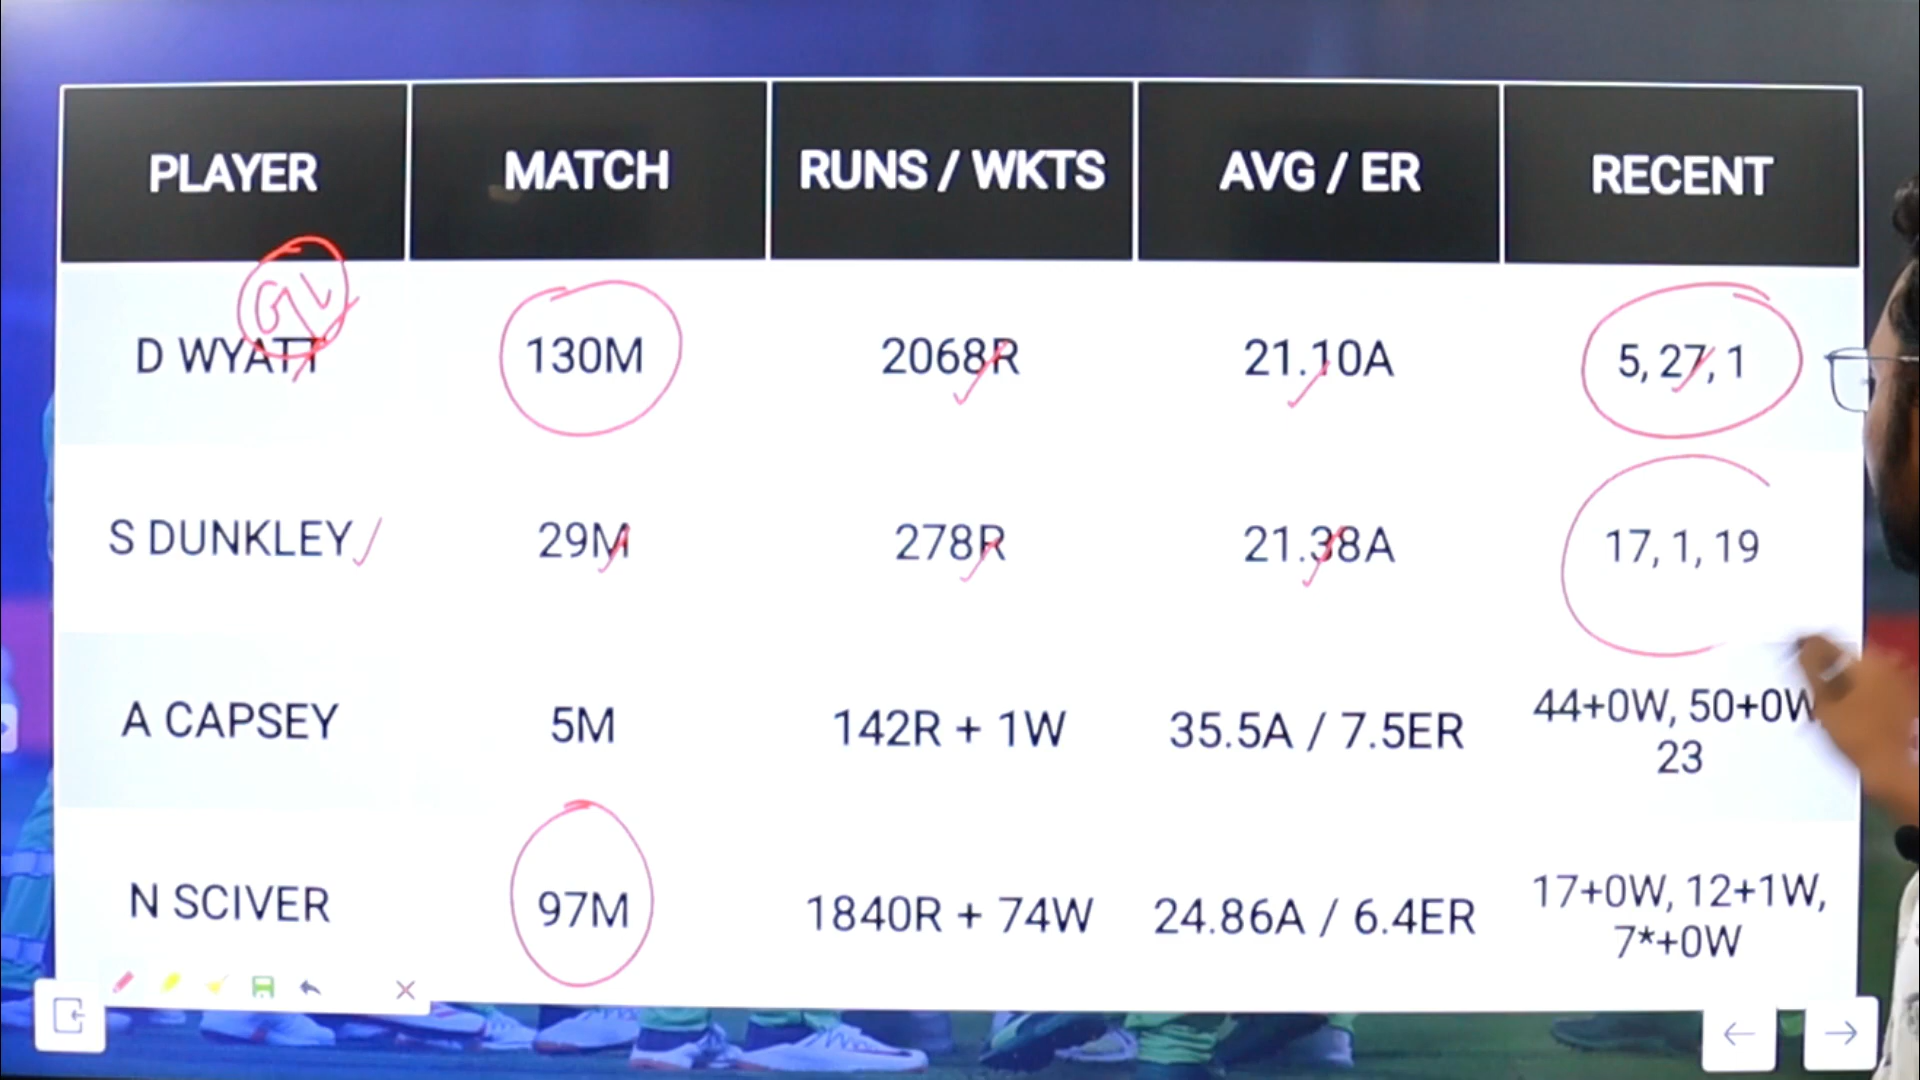 PLAYER MATCH RUNS / WKTS AVG / ER RECENT
GL
D WYATT 130M 2068R 21.10A 5, 27, 1
S DUNKLEY 29M 278R 21.38A 17, 1, 19
A CAPSEY 5M 142R + 1W 35.5A / 7.5ER 44+0W, 50+0W
23
N SCIVER 97M 1840R + 74W 24.86A / 6.4ER 17+0W, 12+1W,
7*+0W